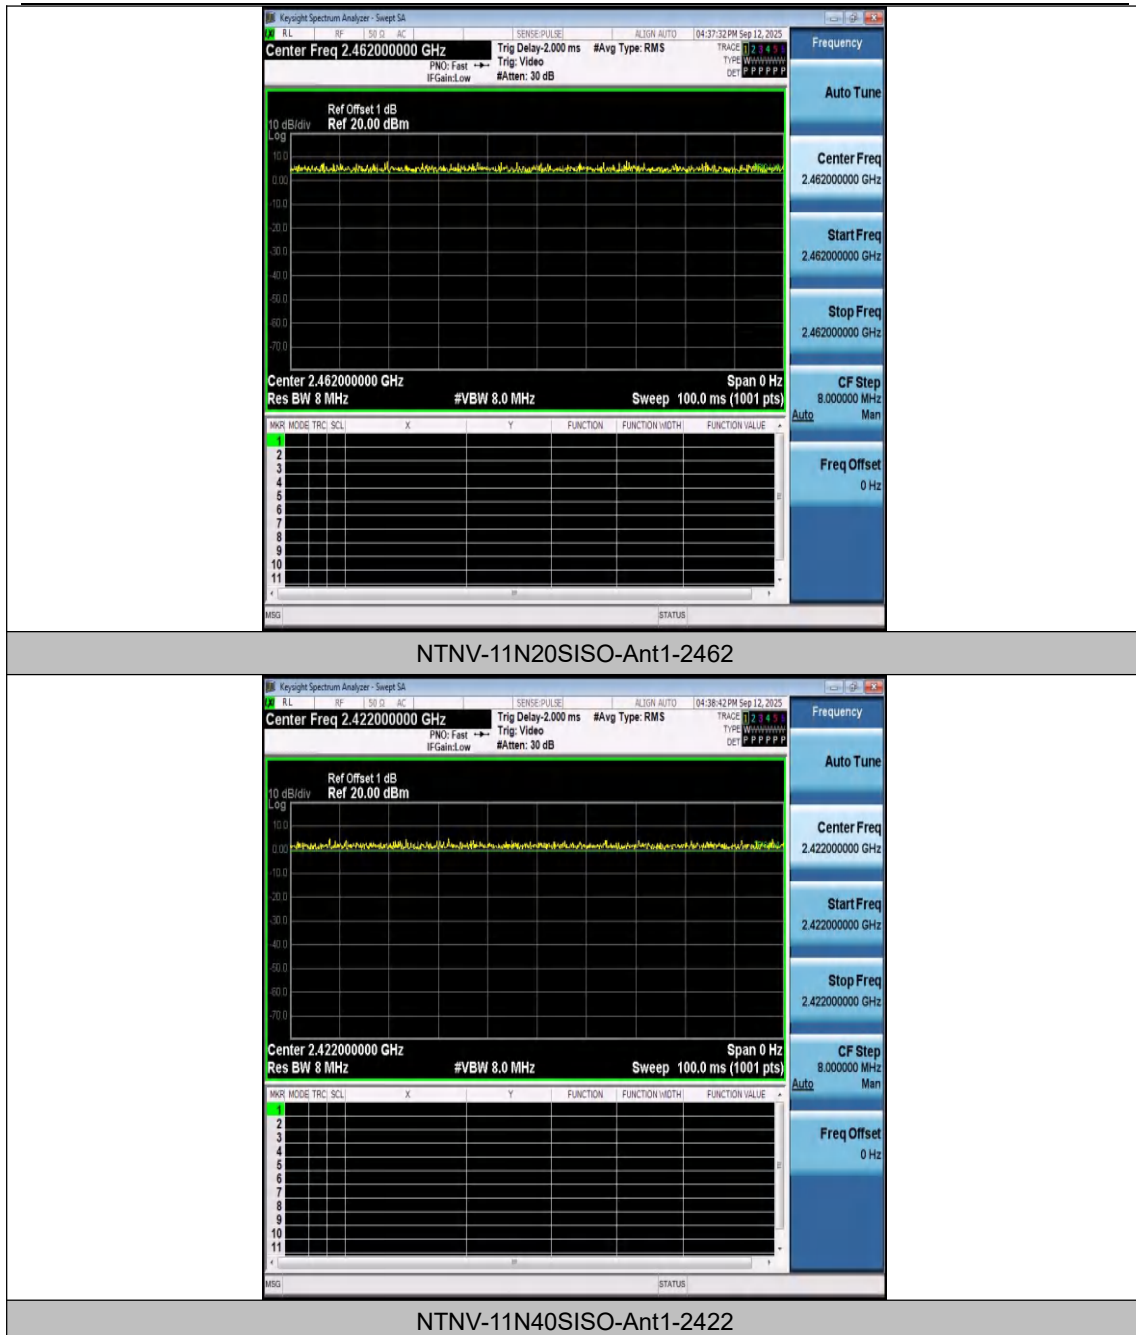 Keysight Spectrum Analyzer - Swept SA
RL RF 50 Ω AC SENSE:PULSE ALIGN AUTO 04:37:32 PM Sep 12, 2025
Center Freq 2.462000000 GHz Trig Delay-2.000 ms #Avg Type: RMS TRACE 1 2 3 4 5 6
PNO: Fast Trig: Video TYPE WWWWWW
IFGain:Low #Atten: 30 dB DET P P P P P P
Ref Offset 1 dB
10 dB/div Ref 20.00 dBm
Log
10.0
0.00
-10.0
-20.0
-30.0
-40.0
-50.0
-60.0
-70.0
Center 2.462000000 GHz Span 0 Hz
Res BW 8 MHz #VBW 8.0 MHz Sweep 100.0 ms (1001 pts)
MKR MODE TRC SCL X Y FUNCTION FUNCTION WIDTH FUNCTION VALUE
1
2
3
4
5
6
7
8
9
10
11
MSG STATUS
Frequency
Auto Tune
Center Freq
2.462000000 GHz
Start Freq
2.462000000 GHz
Stop Freq
2.462000000 GHz
CF Step
8.000000 MHz
Auto Man
Freq Offset
0 Hz
NTNV-11N20SISO-Ant1-2462
Keysight Spectrum Analyzer - Swept SA
RL RF 50 Ω AC SENSE:PULSE ALIGN AUTO 04:38:42 PM Sep 12, 2025
Center Freq 2.422000000 GHz Trig Delay-2.000 ms #Avg Type: RMS TRACE 1 2 3 4 5 6
PNO: Fast Trig: Video TYPE WWWWWW
IFGain:Low #Atten: 30 dB DET P P P P P P
Ref Offset 1 dB
10 dB/div Ref 20.00 dBm
Log
10.0
0.00
-10.0
-20.0
-30.0
-40.0
-50.0
-60.0
-70.0
Center 2.422000000 GHz Span 0 Hz
Res BW 8 MHz #VBW 8.0 MHz Sweep 100.0 ms (1001 pts)
MKR MODE TRC SCL X Y FUNCTION FUNCTION WIDTH FUNCTION VALUE
1
2
3
4
5
6
7
8
9
10
11
MSG STATUS
Frequency
Auto Tune
Center Freq
2.422000000 GHz
Start Freq
2.422000000 GHz
Stop Freq
2.422000000 GHz
CF Step
8.000000 MHz
Auto Man
Freq Offset
0 Hz
NTNV-11N40SISO-Ant1-2422